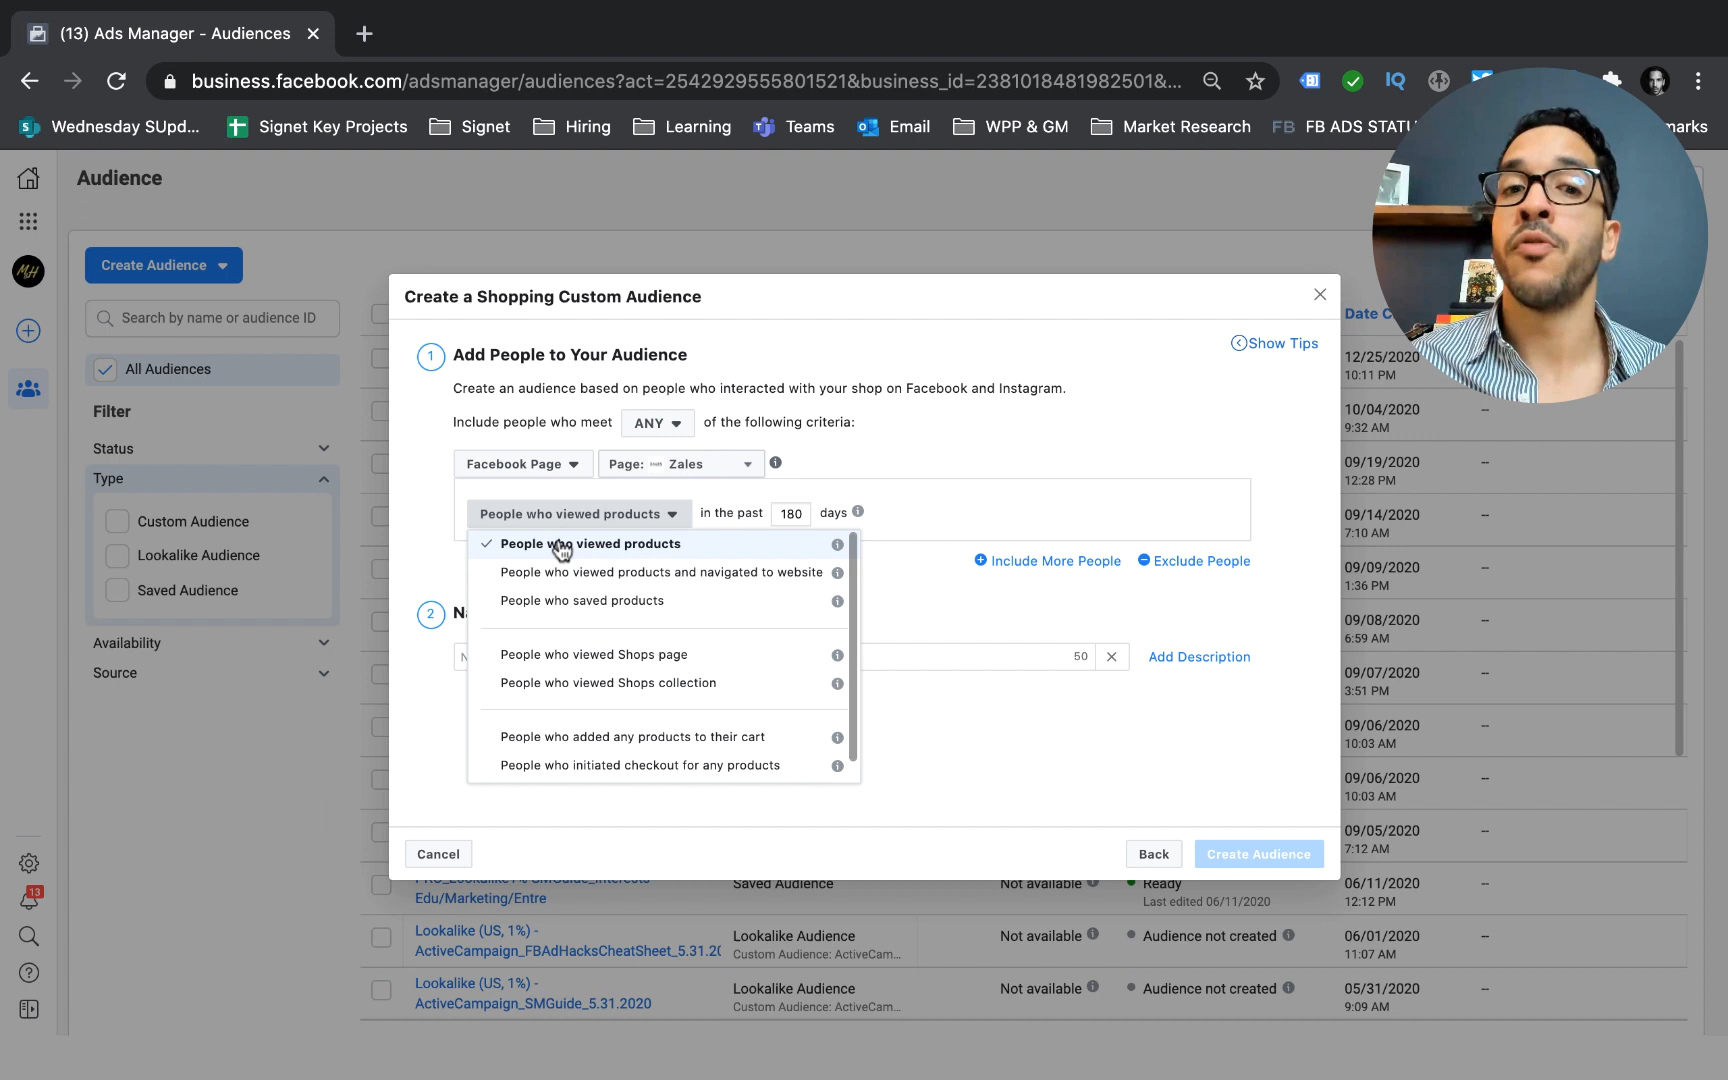 (13) Ads Manager - Audiences
business.facebook.com/adsmanager/audiences?act=2542929555801521&business_id=2381018481982501&...
IQ
Wednesday SUpd...
Signet Key Projects
Signet
Hiring
Learning
Teams
Email
WPP & GM
Market Research
FB FB ADS STATU
marks
Audience
MH
Create Audience
Search by name or audience ID
All Audiences
Filter
Status
Type
Custom Audience
Lookalike Audience
Saved Audience
Availability
Source
13
Create a Shopping Custom Audience
Show Tips
1 Add People to Your Audience
Create an audience based on people who interacted with your shop on Facebook and Instagram.
Include people who meet ANY of the following criteria:
Facebook Page
Page: Zales
People who viewed products in the past 180 days
People who viewed products
People who viewed products and navigated to website
People who saved products
People who viewed Shops page
People who viewed Shops collection
People who added any products to their cart
People who initiated checkout for any products
Include More People
Exclude People
2 Na
50
Add Description
Cancel
Back
Create Audience
Date C
12/25/2020
10:11 PM
--
10/04/2020
9:32 AM
--
09/19/2020
12:28 PM
--
09/14/2020
7:10 AM
--
09/09/2020
1:36 PM
--
09/08/2020
6:59 AM
--
09/07/2020
3:51 PM
--
09/06/2020
10:03 AM
--
09/06/2020
10:03 AM
--
09/05/2020
7:12 AM
--
Edu/Marketing/Entre
Saved Audience
Not available
Ready
Last edited 06/11/2020
06/11/2020
12:12 PM
--
Lookalike (US, 1%) -
ActiveCampaign_FBAdHacksCheatSheet_5.31.20
Lookalike Audience
Custom Audience: ActiveCam...
Not available
Audience not created
06/01/2020
11:07 AM
--
Lookalike (US, 1%) -
ActiveCampaign_SMGuide_5.31.2020
Lookalike Audience
Custom Audience: ActiveCam...
Not available
Audience not created
05/31/2020
9:09 AM
--